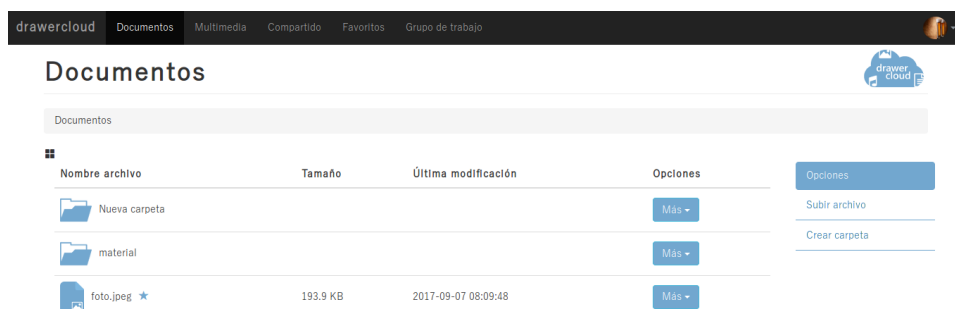 drawercloud Documentos Multimedia Compartido Favoritos Grupo de trabajo
Documentos
drawer
cloud
Documentos
Nombre archivo Tamaño Última modificación Opciones
Opciones
Nueva carpeta Más
Subir archivo
Crear carpeta
material Más
foto.jpeg 193.9 KB 2017-09-07 08:09:48 Más